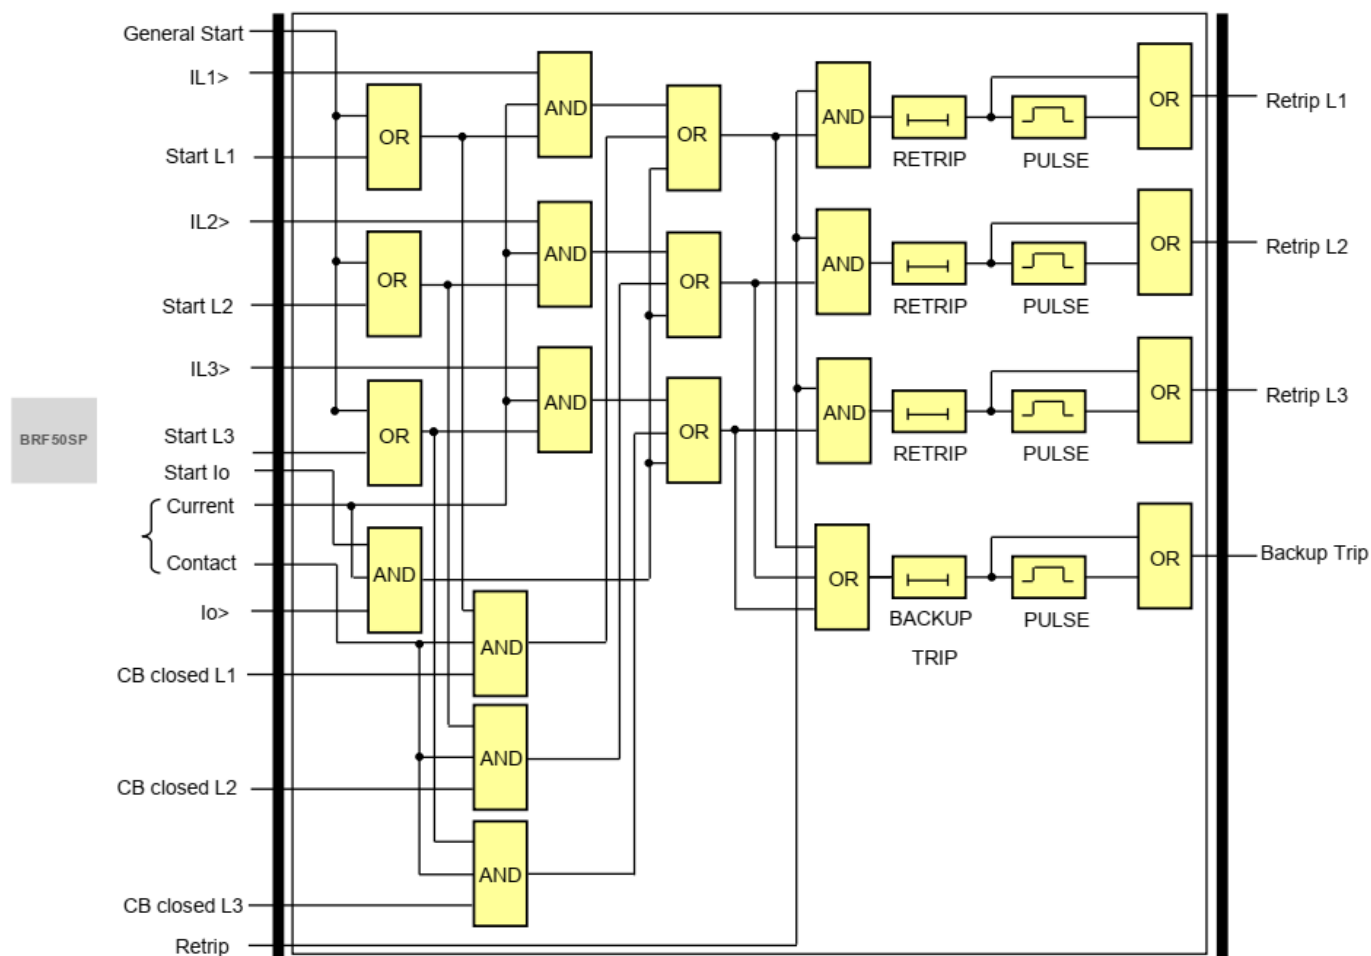 General Start
IL1>
AND
OR
Start L1
OR
AND
RETRIP
PULSE
OR
Retrip L1
IL2>
AND
OR
Start L2
OR
AND
RETRIP
PULSE
OR
Retrip L2
IL3>
AND
OR
Start L3
OR
AND
RETRIP
PULSE
OR
Retrip L3
BRF50SP
Start Io
Current
Contact
AND
Io>
OR
BACKUP
TRIP
PULSE
OR
Backup Trip
AND
CB closed L1
AND
CB closed L2
AND
CB closed L3
Retrip